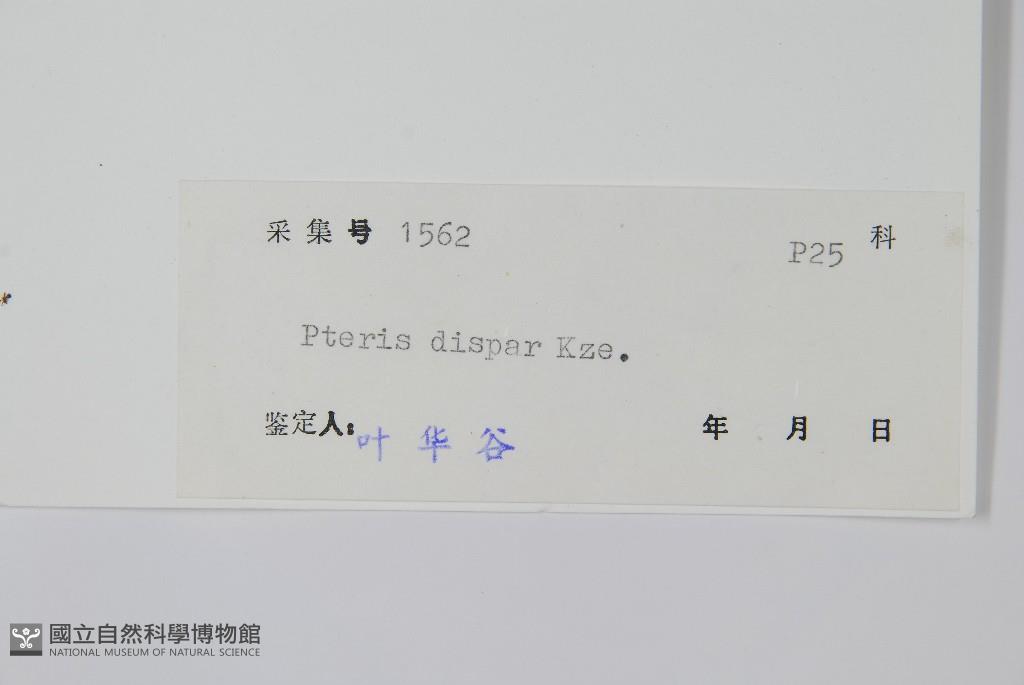 采集号 1562 P25 科
Pteris dispar Kze.
鉴定人: 叶华谷 年 月 日
國立自然科學博物館
NATIONAL MUSEUM OF NATURAL SCIENCE